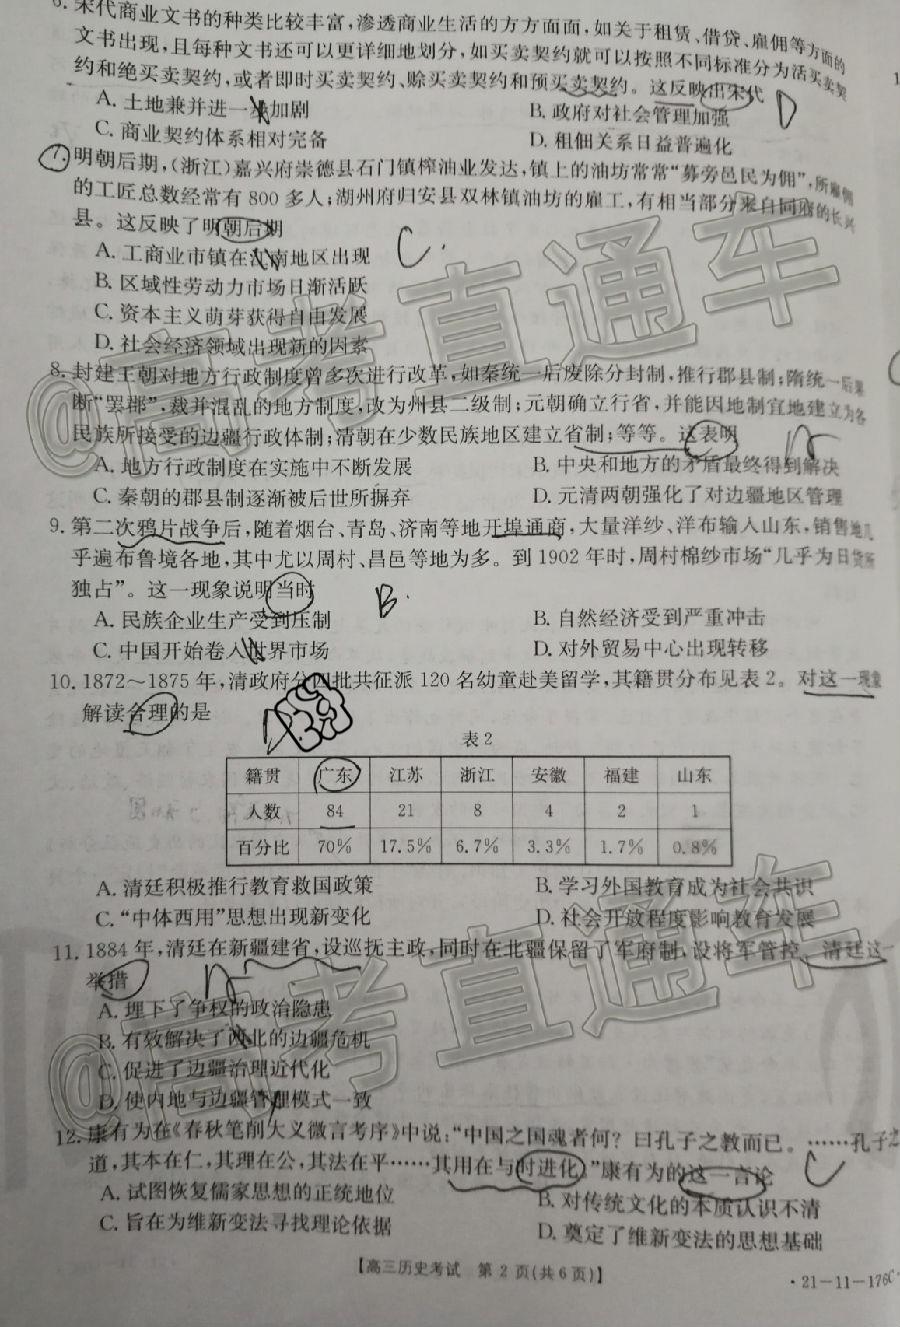 6. 宋代商业文书的种类比较丰富，渗透商业生活的方方面面，如关于租赁、借贷、雇佣等方面的
文书出现，且每种文书还可以更详细地划分，如买卖契约就可以按照不同标准分为活买卖契
约和绝买卖契约，或者即时买卖契约、赊买卖契约和预买卖契约。这反映出宋代
A. 土地兼并进一步加剧 B. 政府对社会管理加强
D
C. 商业契约体系相对完备 D. 租佃关系日益普遍化
7. 明朝后期，（浙江）嘉兴府崇德县石门镇榨油业发达，镇上的油坊常常“募旁邑民为佣”，所雇佣
的工匠总数经常有 800 多人；湖州府归安县双林镇油坊的雇工，有相当部分来自同府的长兴
县。这反映了明朝后期
A. 工商业市镇在江南地区出现
C.
B. 区域性劳动力市场日渐活跃
C. 资本主义萌芽获得自由发展
D. 社会经济领域出现新的因素
8. 封建王朝对地方行政制度曾多次进行改革，如秦统一后废除分封制，推行郡县制；隋统一后果
断“罢郡”，裁并混乱的地方制度，改为州县二级制；元朝确立行省，并能因地制宜地建立为各
民族所接受的边疆行政体制；清朝在少数民族地区建立省制；等等。这表明
A. 地方行政制度在实施中不断发展 B. 中央和地方的矛盾最终得到解决
C. 秦朝的郡县制逐渐被后世所摒弃 D. 元清两朝强化了对边疆地区管理
9. 第二次鸦片战争后，随着烟台、青岛、济南等地开埠通商，大量洋纱、洋布输入山东，销售地几
乎遍布鲁境各地，其中尤以周村、昌邑等地为多。到 1902 年时，周村棉纱市场“几乎为日货所
独占”。这一现象说明当时
B.
A. 民族企业生产受到压制 B. 自然经济受到严重冲击
C. 中国开始卷入世界市场 D. 对外贸易中心出现转移
10. 1872～1875 年，清政府分四批共征派 120 名幼童赴美留学，其籍贯分布见表 2。对这一现象
解读合理的是
D
表 2
籍贯 广东 江苏 浙江 安徽 福建 山东
人数 84 21 8 4 2 1
百分比 70% 17.5% 6.7% 3.3% 1.7% 0.8%
A. 清廷积极推行教育救国政策 B. 学习外国教育成为社会共识
C. “中体西用”思想出现新变化 D. 社会开放程度影响教育发展
11. 1884 年，清廷在新疆建省，设巡抚主政，同时在北疆保留了军府制，设将军管控。清廷这一
举措
A. 埋下了争权的政治隐患
B. 有效解决了西北的边疆危机
C. 促进了边疆治理近代化
D. 使内地与边疆管理模式一致
12. 康有为在《春秋笔削大义微言考序》中说：“中国之国魂者何？曰孔子之教而已。……孔子之
道，其本在仁，其理在公，其法在平……其用在与时进化。”康有为的这一言论
C
A. 试图恢复儒家思想的正统地位 B. 对传统文化的本质认识不清
C. 旨在为维新变法寻找理论依据 D. 奠定了维新变法的思想基础
【高三历史考试 第 2 页（共 6 页）】
·21-11-176C·
@高考直通车
@高考直通车